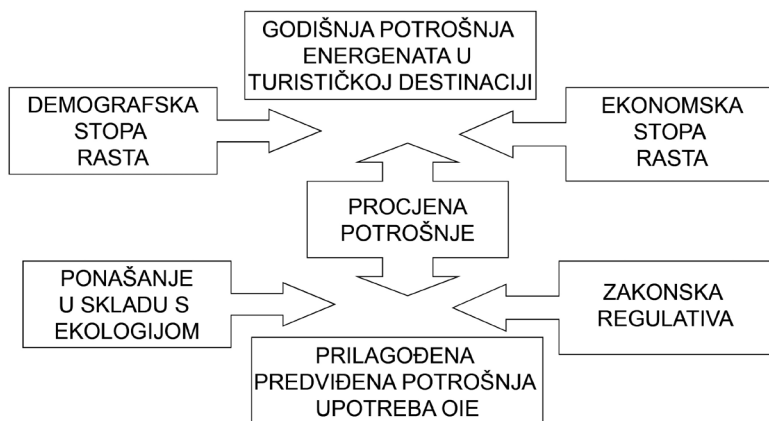 GODIŠNJA POTROŠNJA
ENERGENATA U
TURISTIČKOJ DESTINACIJI
DEMOGRAFSKA
STOPA
RASTA
EKONOMSKA
STOPA
RASTA
PROCJENA
POTROŠNJE
PONAŠANJE
U SKLADU S
EKOLOGIJOM
ZAKONSKA
REGULATIVA
PRILAGOĐENA
PREDVIĐENA POTROŠNJA
UPOTREBA OIE